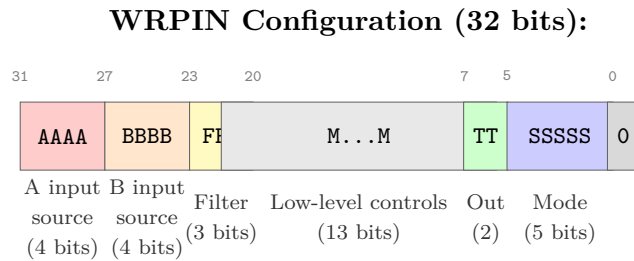 WRPIN Configuration (32 bits):
31 27 23 20 7 5 0
AAAA BBBB FF M...M TT SSSSS 0
A input source (4 bits)
B input source (4 bits)
Filter (3 bits)
Low-level controls (13 bits)
Out (2)
Mode (5 bits)